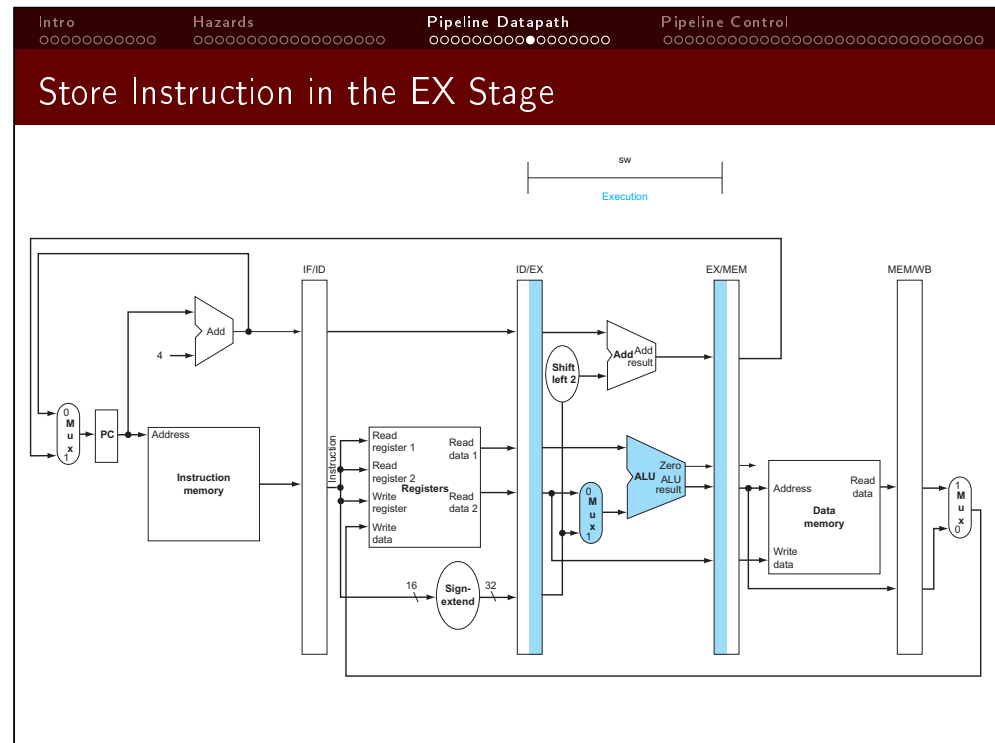 Intro Hazards Pipeline Datapath Pipeline Control
Store Instruction in the EX Stage
sw
Execution
IF/ID
ID/EX
EX/MEM
MEM/WB
Add
4
Add
Add
result
Shift
left 2
0
M
u
x
1
PC
Address
Instruction
memory
Instruction
Read
register 1
Read
register 2
Write
register
Write
data
Registers
Read
data 1
Read
data 2
16
Sign-
extend
32
0
M
u
x
1
ALU
Zero
ALU
result
Address
Read
data
Data
memory
Write
data
1
M
u
x
0